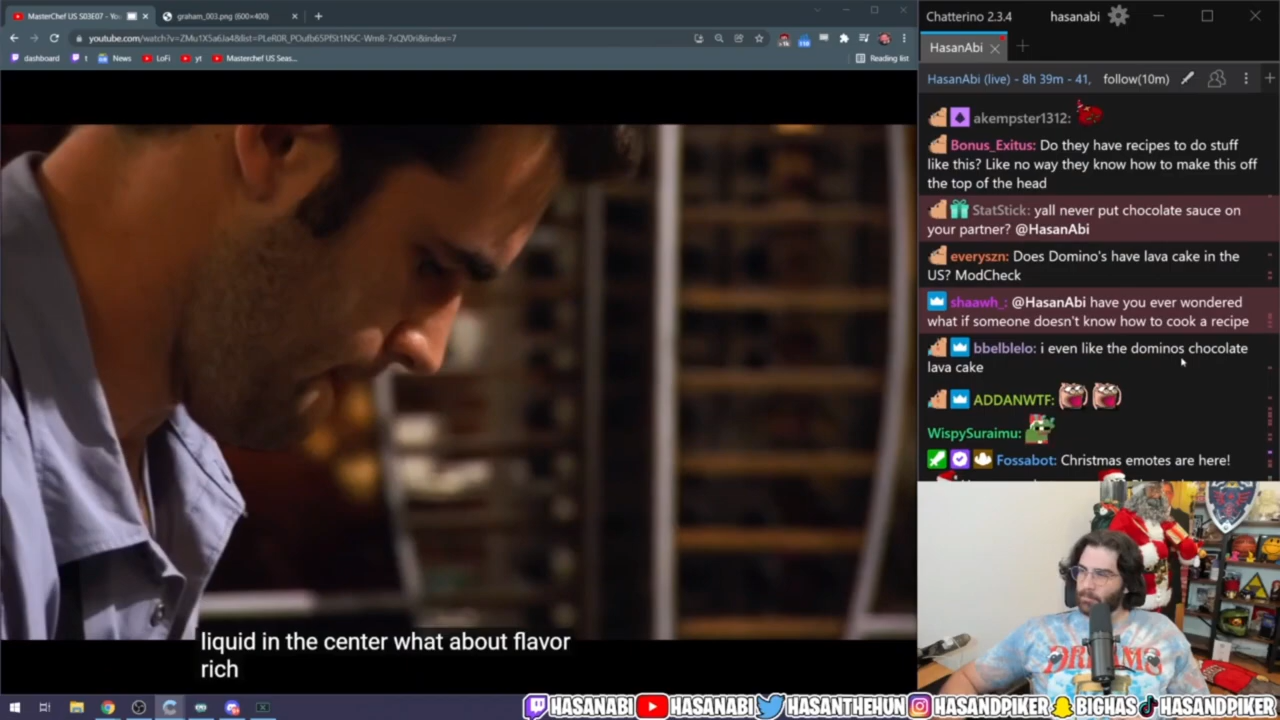 MasterChef US S03E07 - You
graham_003.png (600×400)
Chatterino 2.3.4
hasanabi
youtube.com/watch?v=ZMu1X5a6Ja4&list=PLeR0R_POufb65PfSt1N5C-Wm8-7sQV0ri&index=7
HasanAbi
dashboard
t
News
LoFi
yt
Masterchef US Seas...
Reading list
HasanAbi (live) - 8h 39m - 41,
follow(10m)
akempster1312:
Bonus_Exitus: Do they have recipes to do stuff
like this? Like no way they know how to make this off
the top of the head
StatStick: yall never put chocolate sauce on
your partner? @HasanAbi
everyszn: Does Domino's have lava cake in the
US? ModCheck
shaawh_: @HasanAbi have you ever wondered
what if someone doesn't know how to cook a recipe
bbelblelo: i even like the dominos chocolate
lava cake
ADDANWTF:
WispySuraimu:
Fossabot: Christmas emotes are here!
liquid in the center what about flavor
rich
DREAMS
HASANABI
HASANABI
HASANTHEHUN
HASANDPIKER
BIGHAS
HASANDPIKER